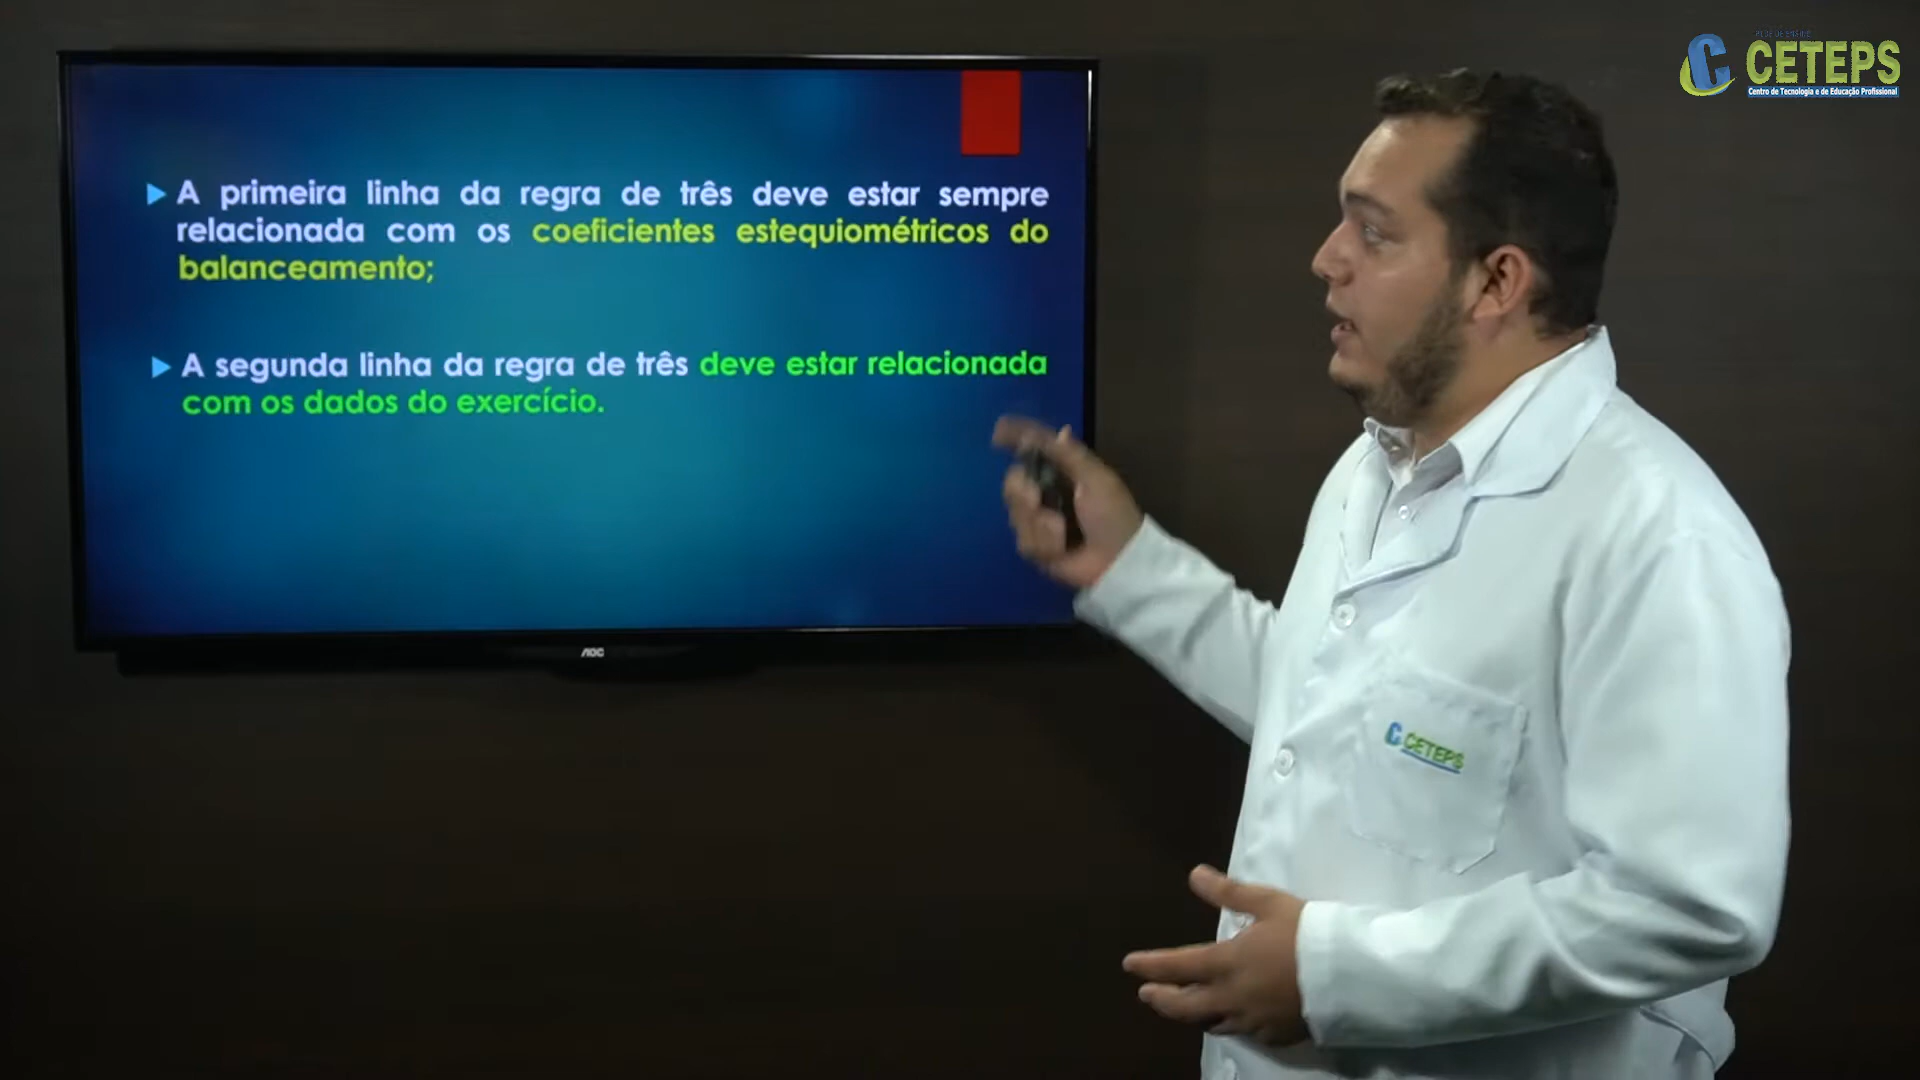 CETEPS
Centro de Tecnologia e de Educação Profissional
A primeira linha da regra de três deve estar sempre
relacionada com os coeficientes estequiométricos do
balanceamento;
A segunda linha da regra de três deve estar relacionada
com os dados do exercício.
AOC
CETEPS